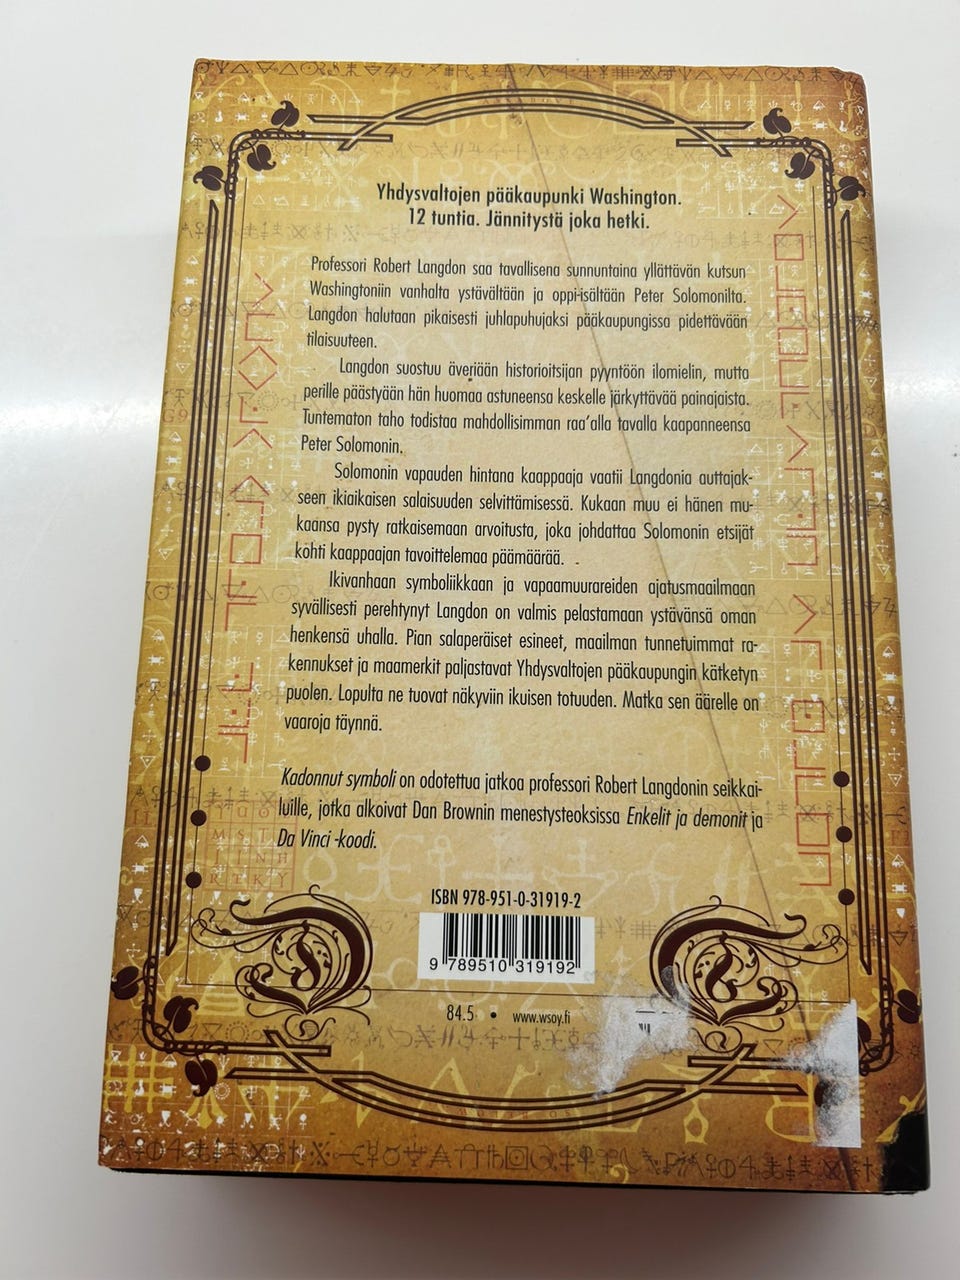 Yhdysvaltojen pääkaupunki Washington.
12 tuntia. Jännitystä joka hetki.
Professori Robert Langdon saa tavallisena sunnuntaina yllättävän kutsun
Washingtoniin vanhalta ystävältään ja oppi-isältään Peter Solomonilta.
Langdon halutaan pikaisesti juhlapuhujaksi pääkaupungissa pidettävään
tilaisuuteen.
Langdon suostuu äveriään historioitsijan pyyntöön ilomielin, mutta
perille päästyään hän huomaa astuneensa keskelle järkyttävää painajaista.
Tuntematon taho todistaa mahdollisimman raa'alla tavalla kaapanneensa
Peter Solomonin.
Solomonin vapauden hintana kaappaaja vaatii Langdonia auttajak-
seen ikiaikaisen salaisuuden selvittämisessä. Kukaan muu ei hänen mu-
kaansa pysty ratkaisemaan arvoitusta, joka johdattaa Solomonin etsijät
kohti kaappaajan tavoittelemaa päämäärää.
Ikivanhaan symboliikkaan ja vapaamuurareiden ajatusmaailmaan
syvällisesti perehtynyt Langdon on valmis pelastamaan ystävänsä oman
henkensä uhalla. Pian salaperäiset esineet, maailman tunnetuimmat ra-
kennukset ja maamerkit paljastavat Yhdysvaltojen pääkaupungin kätketyn
puolen. Lopulta ne tuovat näkyviin ikuisen totuuden. Matka sen äärelle on
vaaroja täynnä.
Kadonnut symboli on odotettua jatkoa professori Robert Langdonin seikkai-
luille, jotka alkoivat Dan Brownin menestysteoksissa Enkelit ja demonit ja
Da Vinci -koodi.
ISBN 978-951-0-31919-2
9 789510 319192
84.5 • www.wsoy.fi